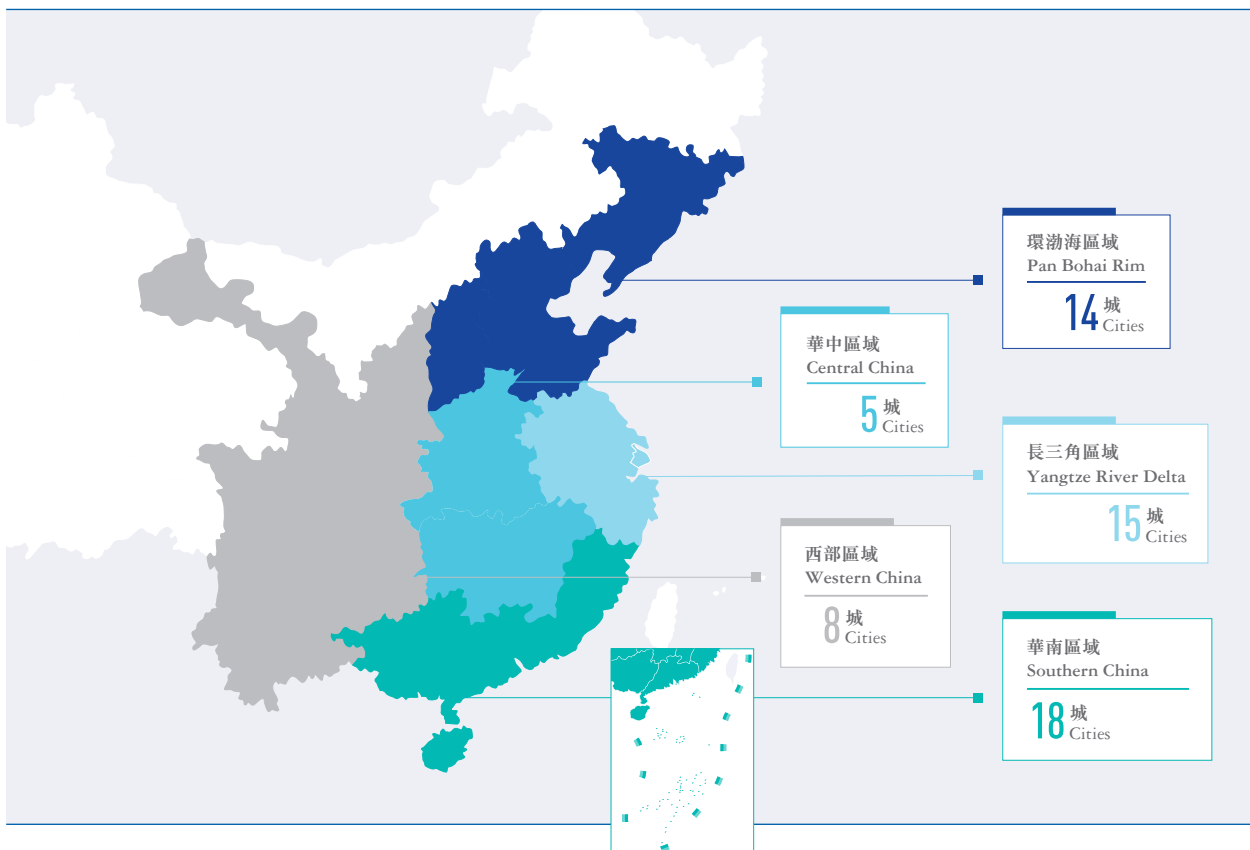 環渤海區域
Pan Bohai Rim
14 城
Cities
華中區域
Central China
5 城
Cities
長三角區域
Yangtze River Delta
15 城
Cities
西部區域
Western China
8 城
Cities
華南區域
Southern China
18 城
Cities